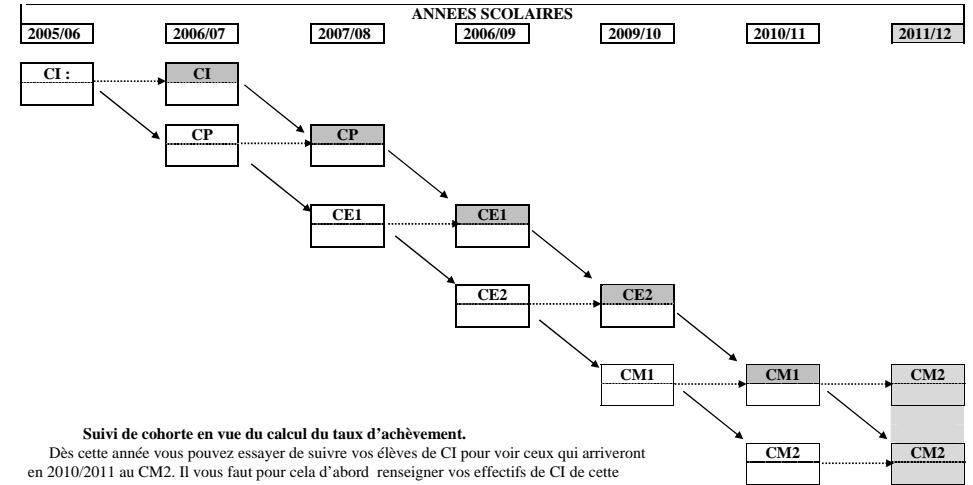 ANNEES SCOLAIRES
2005/06 2006/07 2007/08 2006/09 2009/10 2010/11 2011/12
CI : CI
CP CP
CE1 CE1
CE2 CE2
CM1 CM1 CM2
CM2 CM2
Suivi de cohorte en vue du calcul du taux d'achèvement.
Dès cette année vous pouvez essayer de suivre vos élèves de CI pour voir ceux qui arriveront
en 2010/2011 au CM2. Il vous faut pour cela d'abord renseigner vos effectifs de CI de cette